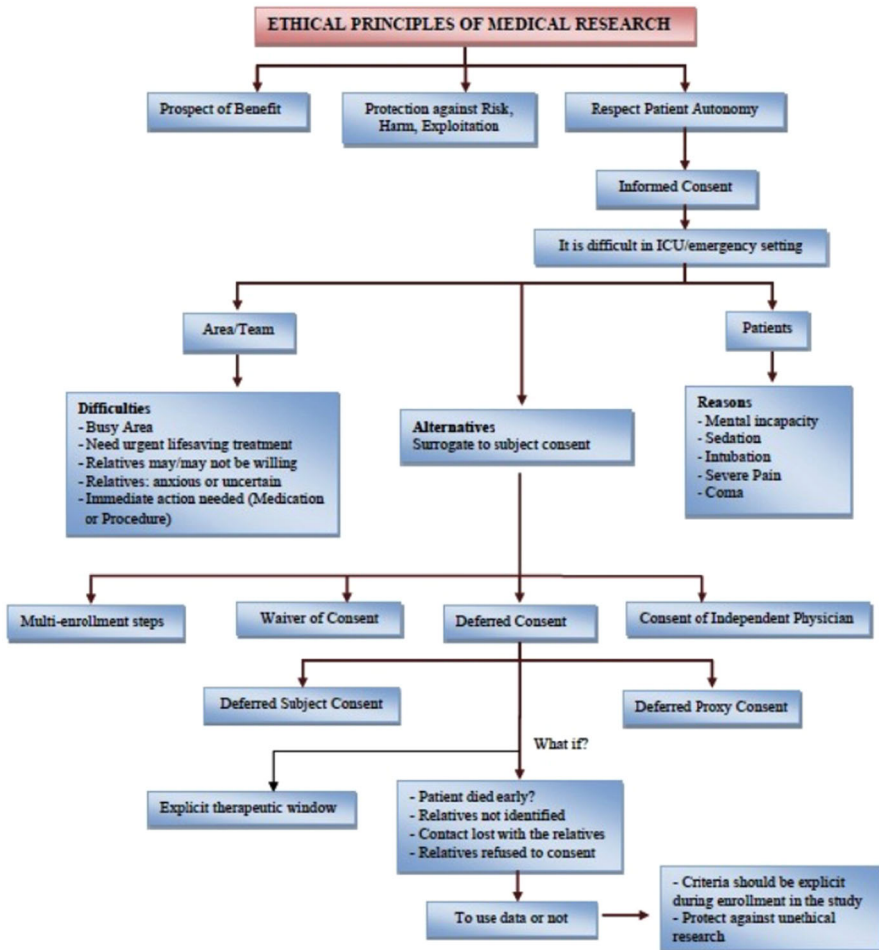 ETHICAL PRINCIPLES OF MEDICAL RESEARCH
Prospect of Benefit
Protection against Risk,
Harm, Exploitation
Respect Patient Autonomy
Informed Consent
It is difficult in ICU/emergency setting
Area/Team
Patients
Difficulties
- Busy Area
- Need urgent lifesaving treatment
- Relatives may/may not be willing
- Relatives: anxious or uncertain
- Immediate action needed (Medication
or Procedure)
Alternatives
Surrogate to subject consent
Reasons
- Mental incapacity
- Sedation
- Intubation
- Severe Pain
- Coma
Multi-enrollment steps
Waiver of Consent
Deferred Consent
Consent of Independent Physician
Deferred Subject Consent
Deferred Proxy Consent
What if?
Explicit therapeutic window
- Patient died early?
- Relatives not identified
- Contact lost with the relatives
- Relatives refused to consent
To use data or not
- Criteria should be explicit
during enrollment in the study
- Protect against unethical
research